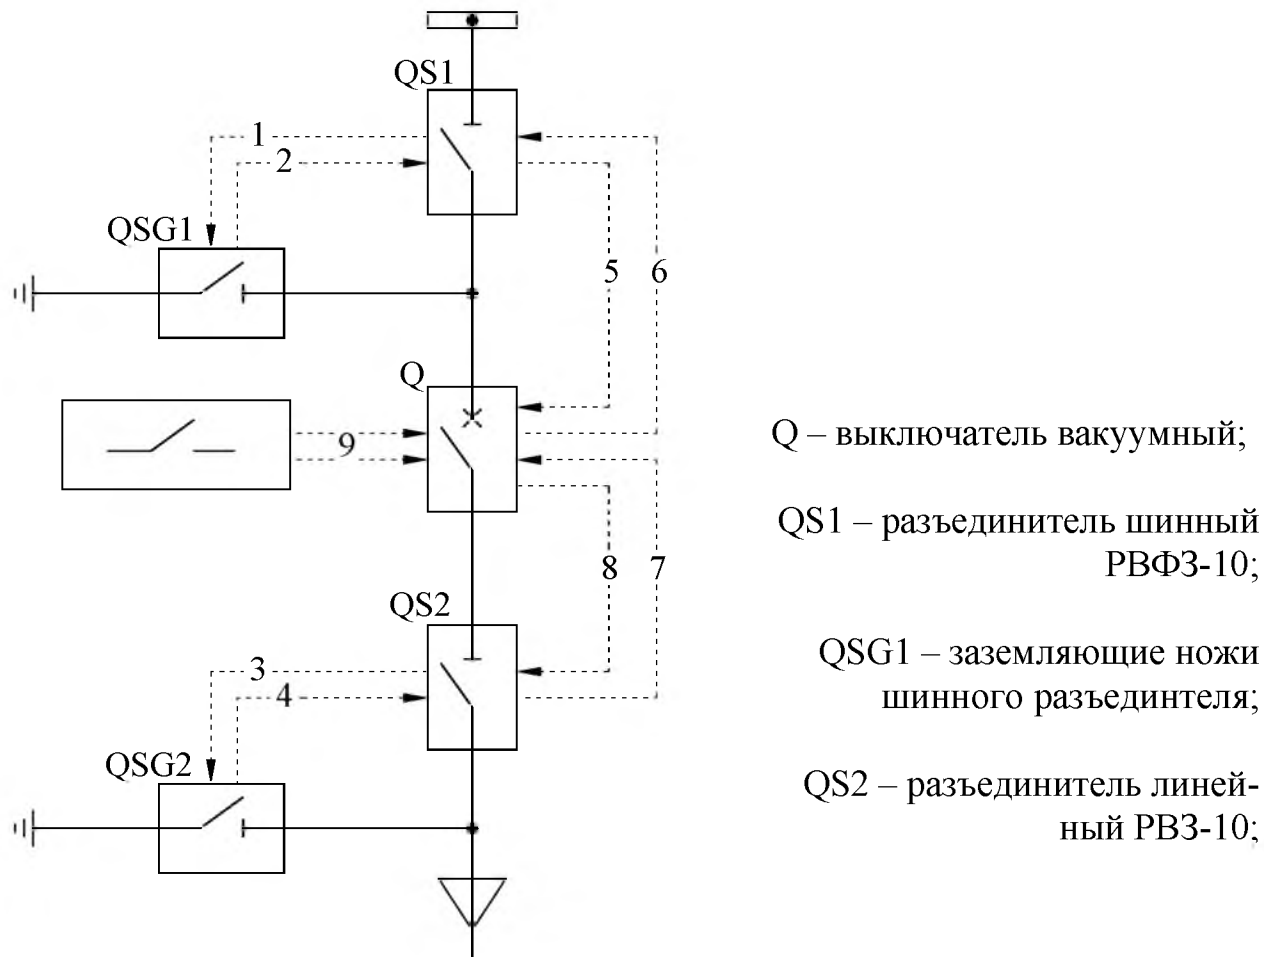 QS1
1
2
QSG1
5
6
Q
9
8
7
QS2
3
4
QSG2
Q – выключатель вакуумный;
QS1 – разъединитель шинный
РВФЗ-10;
QSG1 – заземляющие ножи
шинного разъединтеля;
QS2 – разъединитель линей-
ный РВЗ-10;